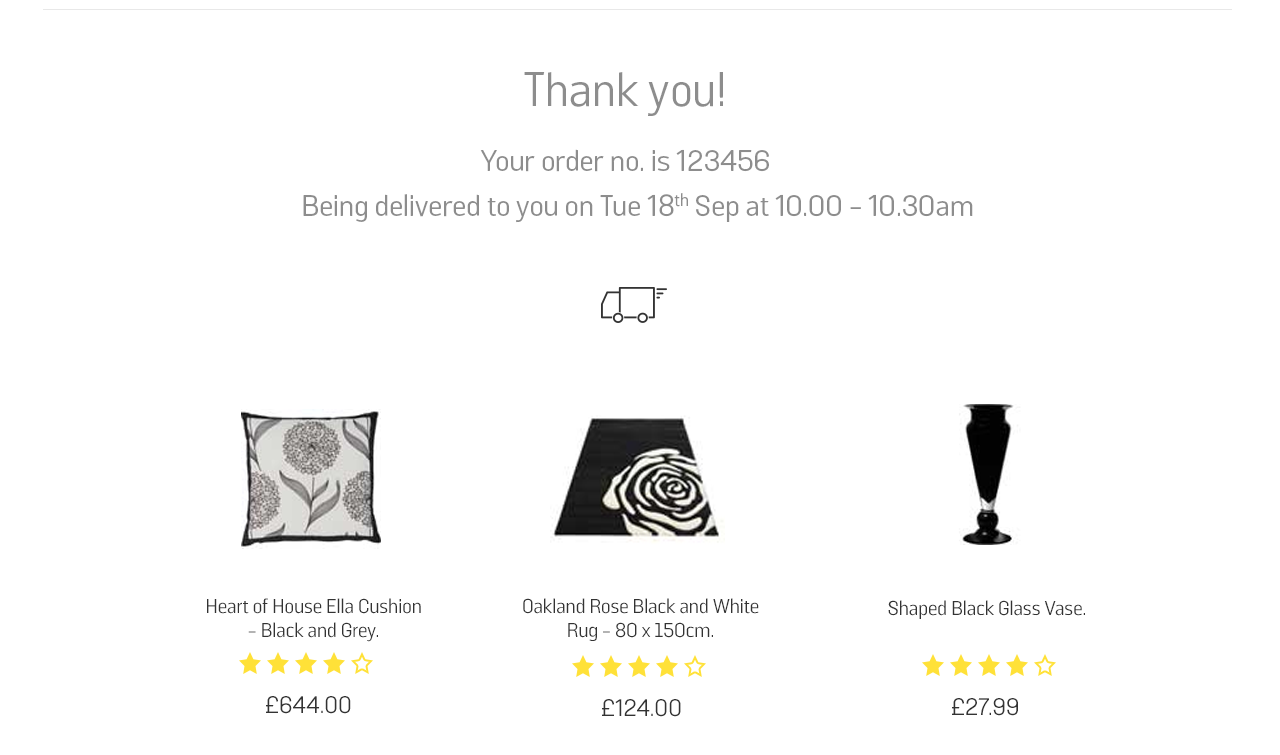 Thank you!
Your order no. is 123456
Being delivered to you on Tue 18th Sep at 10.00 – 10.30am
Heart of House Ella Cushion
– Black and Grey.
£644.00
Oakland Rose Black and White
Rug – 80 x 150cm.
£124.00
Shaped Black Glass Vase.
£27.99